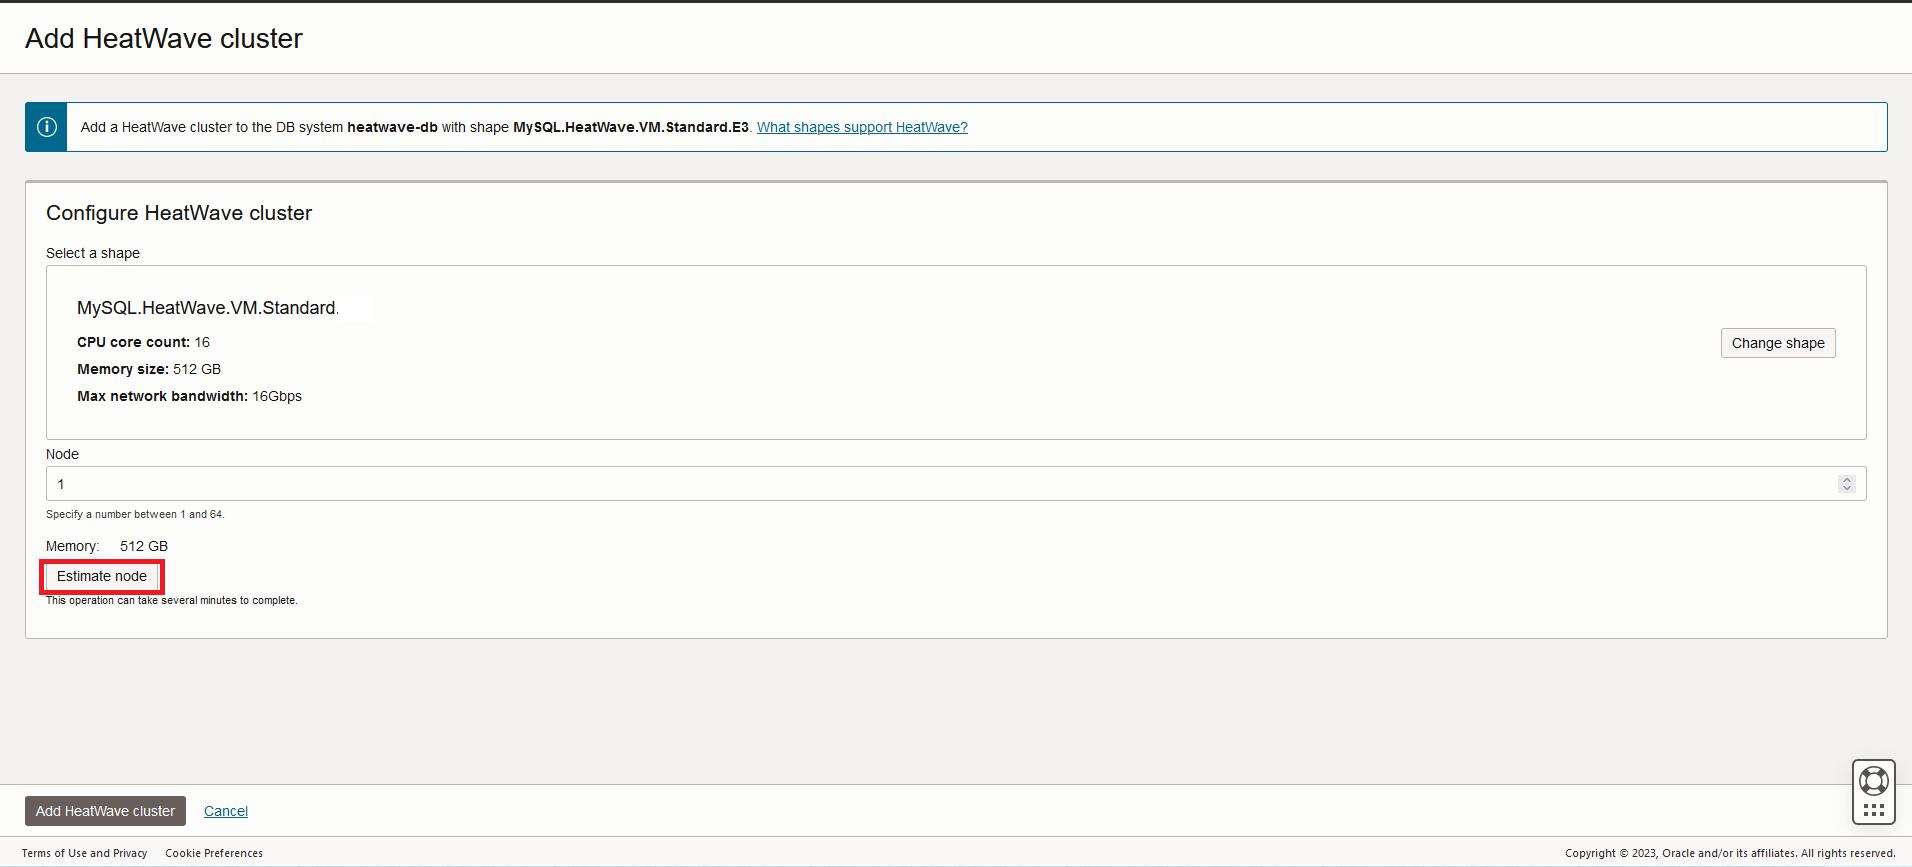 Add HeatWave cluster
Add a HeatWave cluster to the DB system heatwave-db with shape MySQL.HeatWave.VM.Standard.E3. What shapes support HeatWave?
Configure HeatWave cluster
Select a shape
MySQL.HeatWave.VM.Standard.
CPU core count: 16
Memory size: 512 GB
Max network bandwidth: 16Gbps
Change shape
Node
1
Specify a number between 1 and 64.
Memory: 512 GB
Estimate node
This operation can take several minutes to complete.
Add HeatWave cluster Cancel
Terms of Use and Privacy Cookie Preferences Copyright © 2023, Oracle and/or its affiliates. All rights reserved.